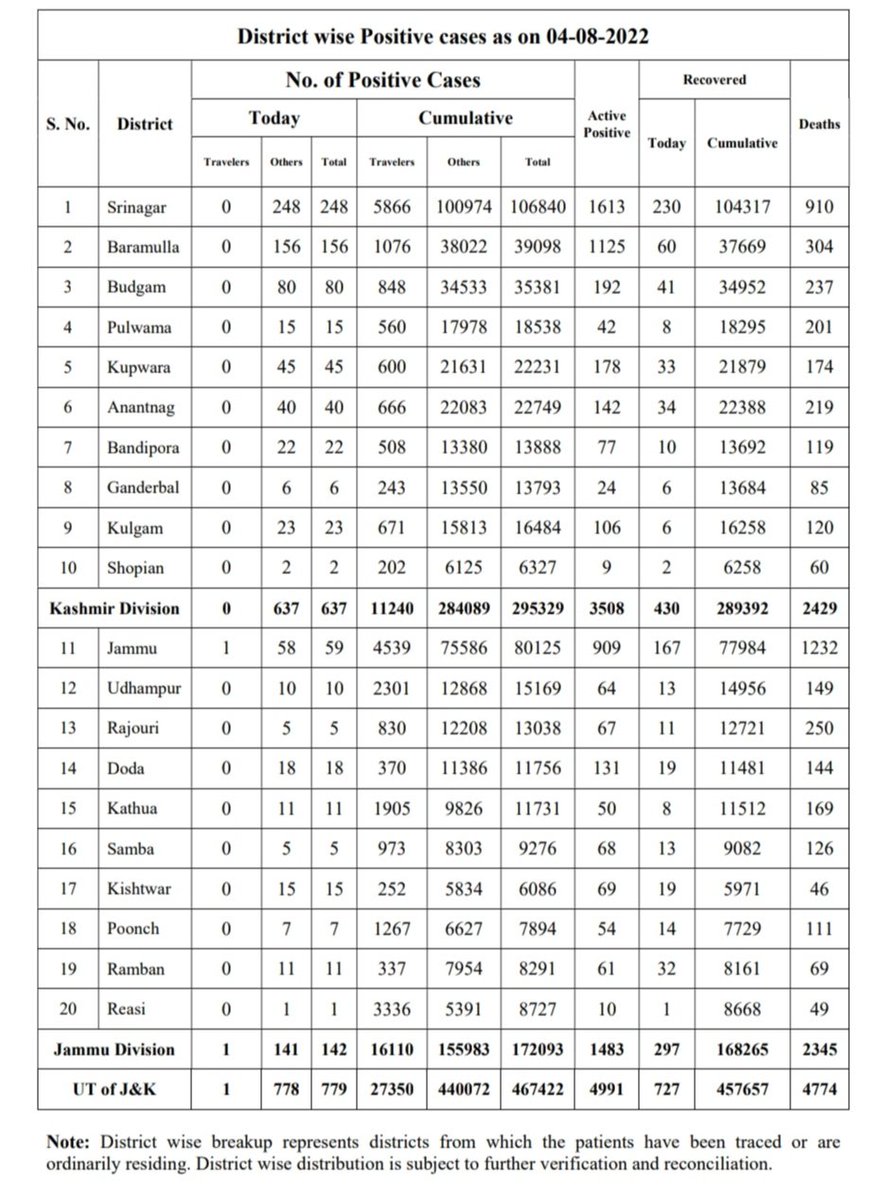 District wise Positive cases as on 04-08-2022
S. No. District No. of Positive Cases Active Positive Recovered Deaths
Today Cumulative Today Cumulative
Travelers Others Total Travelers Others Total
1 Srinagar 0 248 248 5866 100974 106840 1613 230 104317 910
2 Baramulla 0 156 156 1076 38022 39098 1125 60 37669 304
3 Budgam 0 80 80 848 34533 35381 192 41 34952 237
4 Pulwama 0 15 15 560 17978 18538 42 8 18295 201
5 Kupwara 0 45 45 600 21631 22231 178 33 21879 174
6 Anantnag 0 40 40 666 22083 22749 142 34 22388 219
7 Bandipora 0 22 22 508 13380 13888 77 10 13692 119
8 Ganderbal 0 6 6 243 13550 13793 24 6 13684 85
9 Kulgam 0 23 23 671 15813 16484 106 6 16258 120
10 Shopian 0 2 2 202 6125 6327 9 2 6258 60
Kashmir Division 0 637 637 11240 284089 295329 3508 430 289392 2429
11 Jammu 1 58 59 4539 75586 80125 909 167 77984 1232
12 Udhampur 0 10 10 2301 12868 15169 64 13 14956 149
13 Rajouri 0 5 5 830 12208 13038 67 11 12721 250
14 Doda 0 18 18 370 11386 11756 131 19 11481 144
15 Kathua 0 11 11 1905 9826 11731 50 8 11512 169
16 Samba 0 5 5 973 8303 9276 68 13 9082 126
17 Kishtwar 0 15 15 252 5834 6086 69 19 5971 46
18 Poonch 0 7 7 1267 6627 7894 54 14 7729 111
19 Ramban 0 11 11 337 7954 8291 61 32 8161 69
20 Reasi 0 1 1 3336 5391 8727 10 1 8668 49
Jammu Division 1 141 142 16110 155983 172093 1483 297 168265 2345
UT of J&K 1 778 779 27350 440072 467422 4991 727 457657 4774
Note: District wise breakup represents districts from which the patients have been traced or are
ordinarily residing. District wise distribution is subject to further verification and reconciliation.